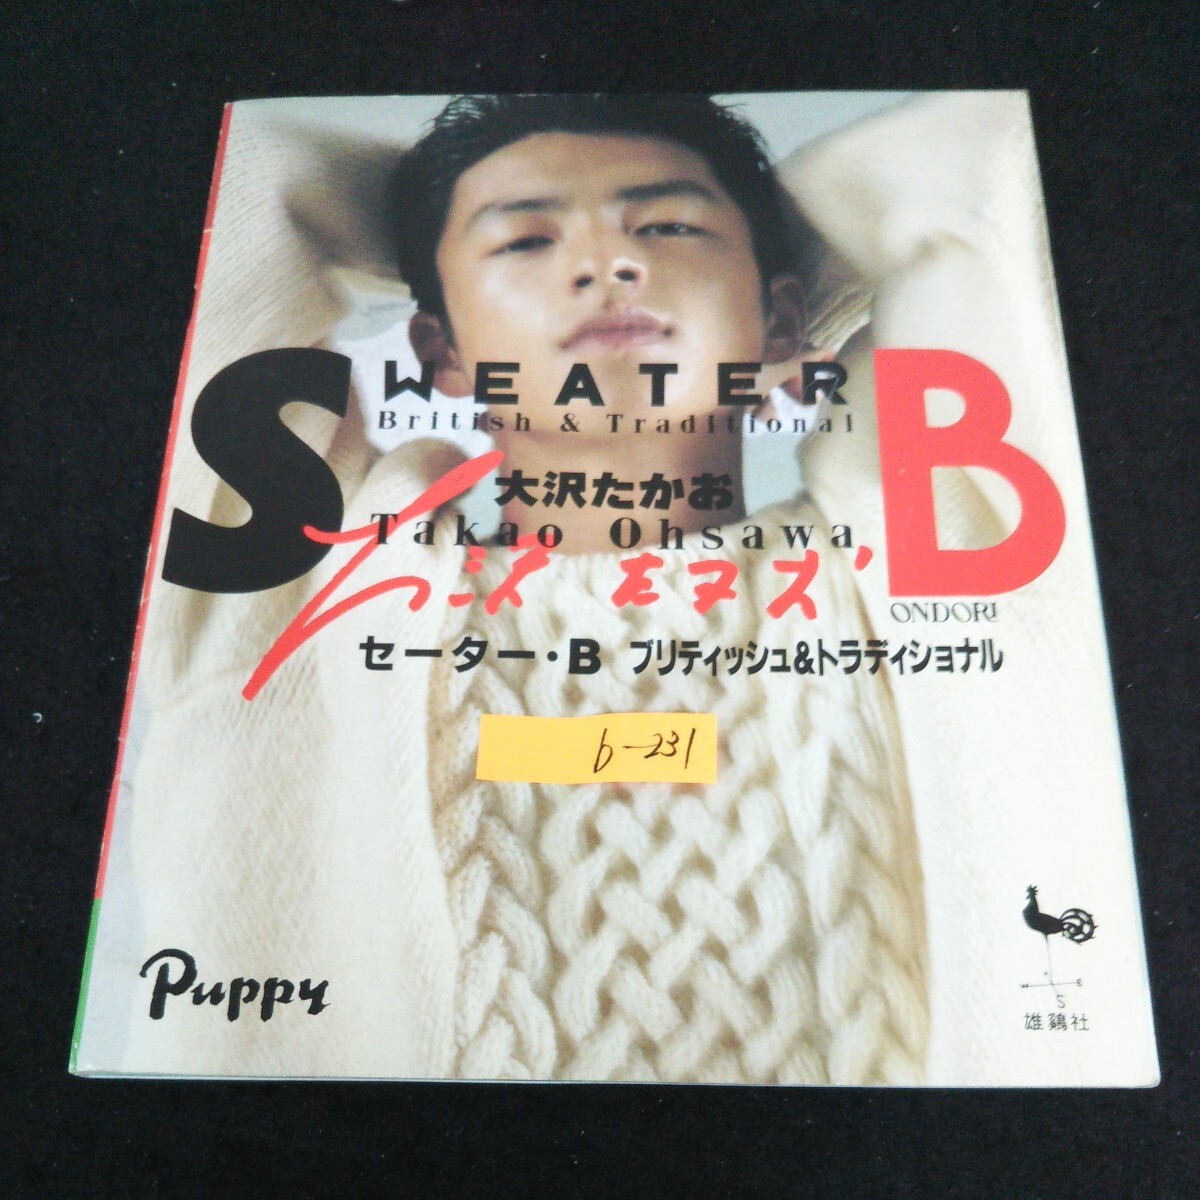 SWEATER B
British & Traditional
大沢たかお
Takao Ohsawa
ONDORI
セーター・B ブリティッシュ&トラディショナル
b-231
Puppy
W E
S
雄鷄社